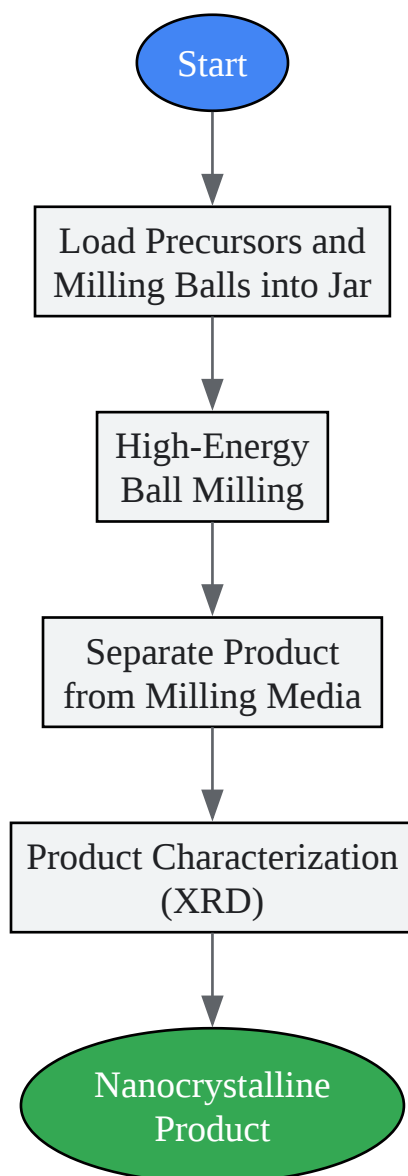 Start
Load Precursors and
Milling Balls into Jar
High-Energy
Ball Milling
Separate Product
from Milling Media
Product Characterization
(XRD)
Nanocrystalline
Product